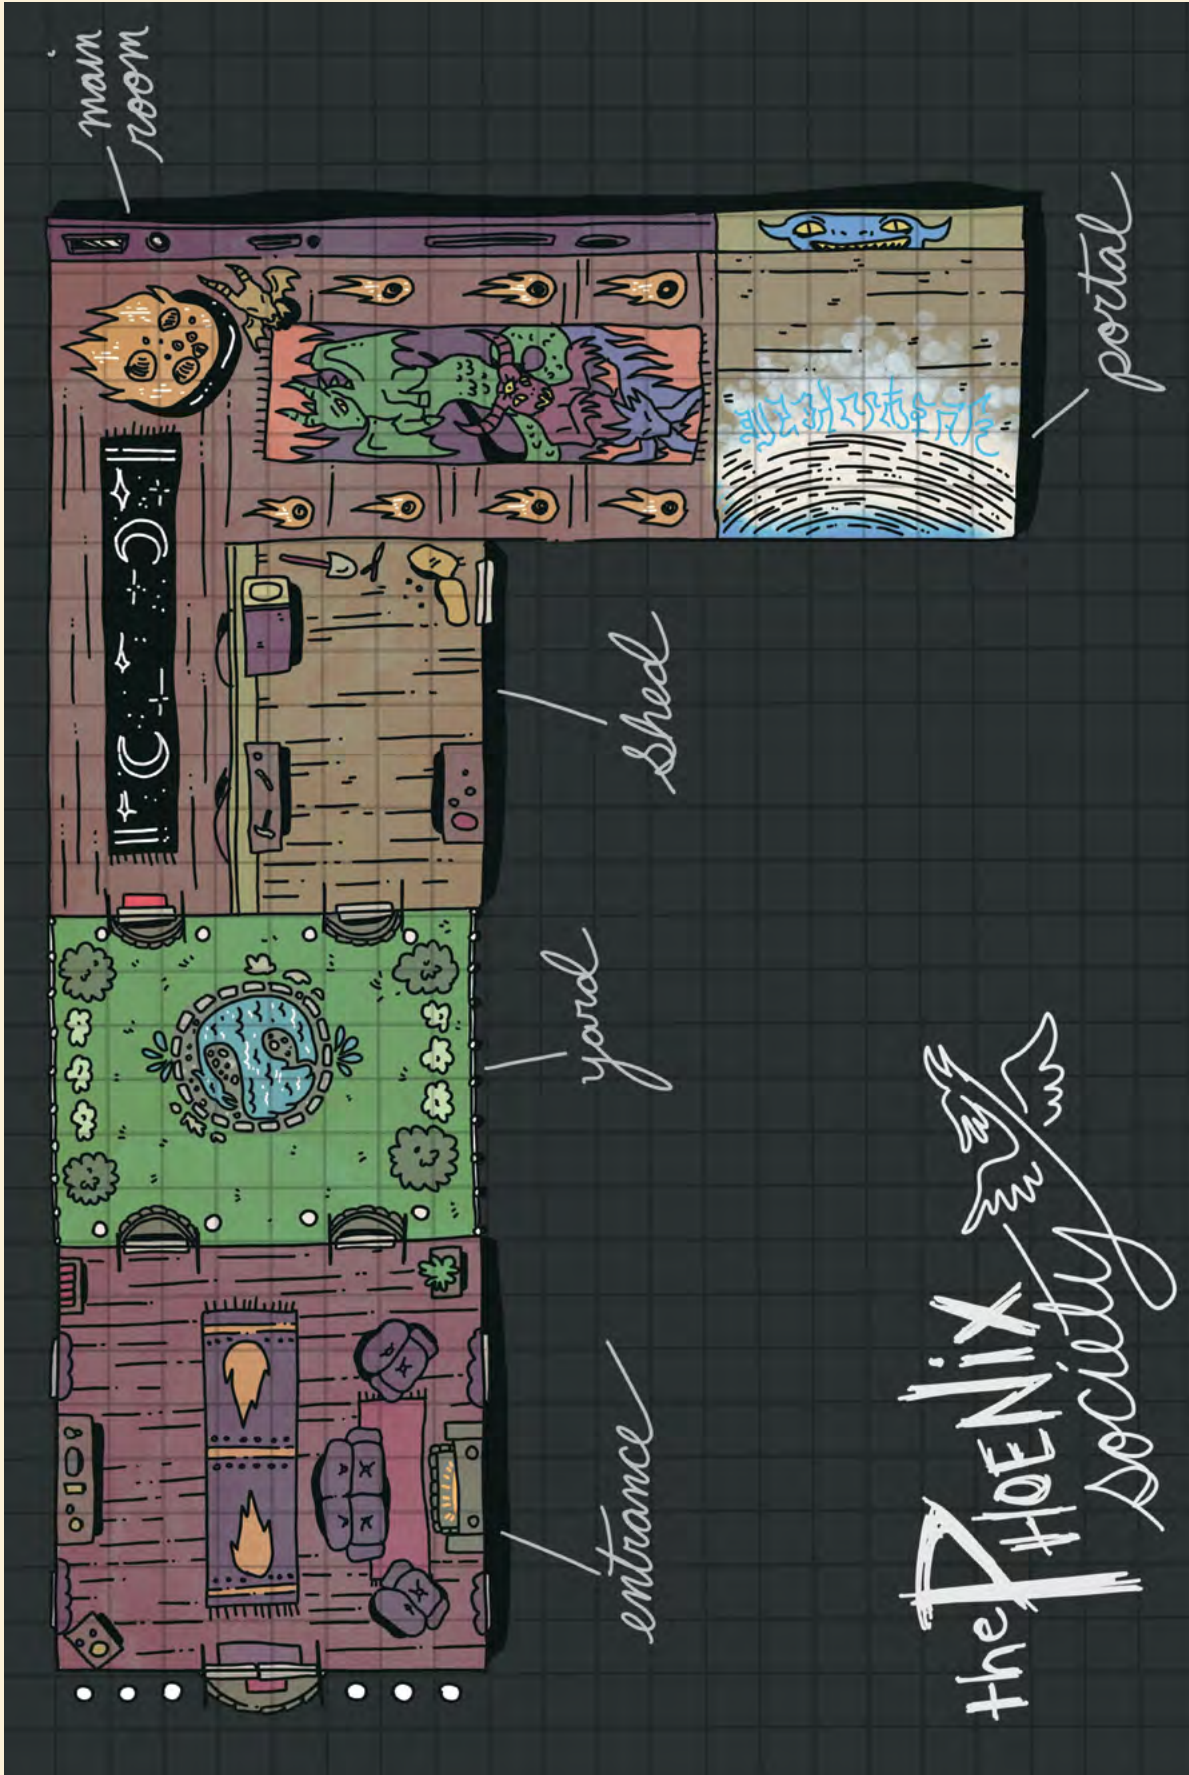 main
room
portal
shed
yard
entrance
the PHOENIX
society